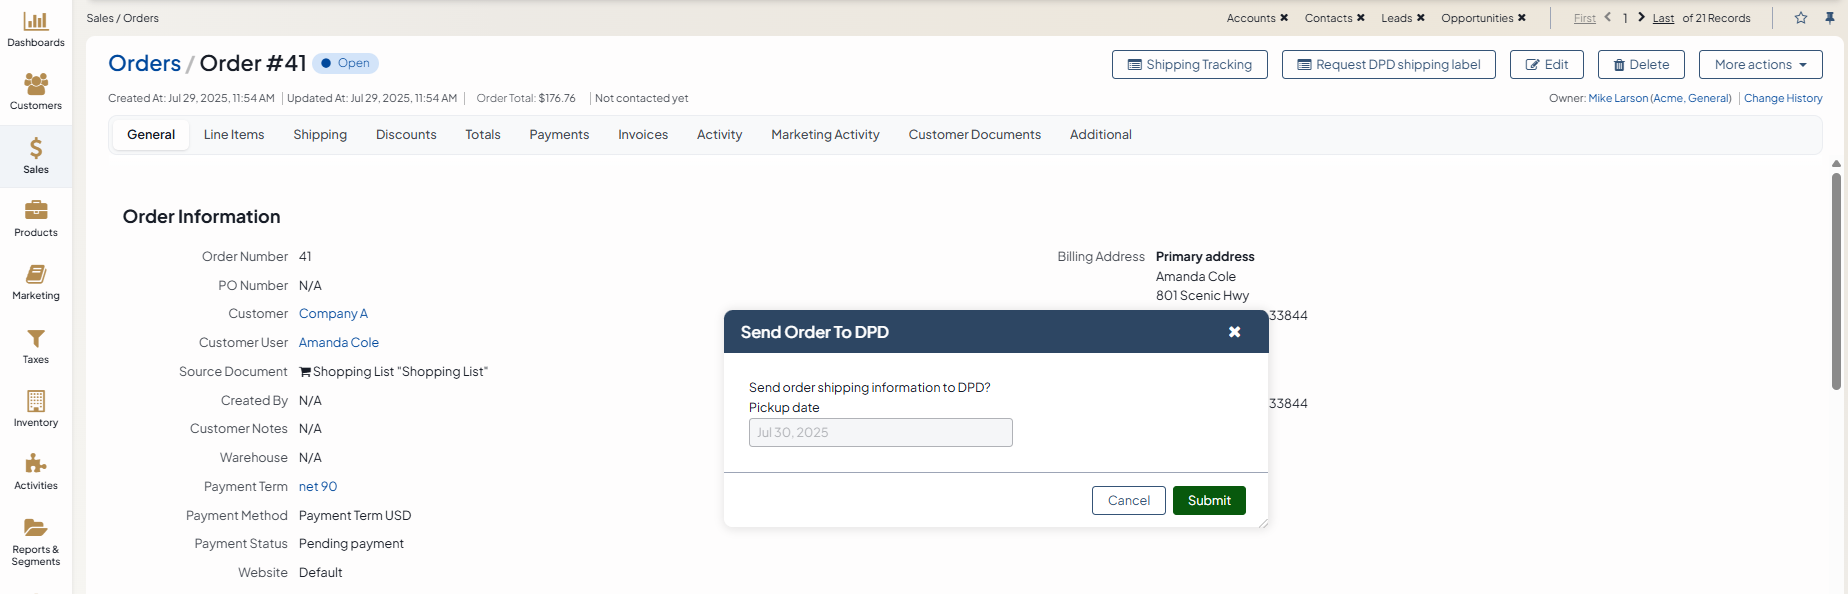 Sales / Orders
Accounts ✖ Contacts ✖ Leads ✖ Opportunities ✖
First 1 Last of 21 Records
Dashboards
Customers
Sales
Products
Marketing
Taxes
Inventory
Activities
Reports &
Segments
Orders / Order #41 Open
Shipping Tracking
Request DPD shipping label
Edit
Delete
More actions
Created At: Jul 29, 2025, 11:54 AM | Updated At: Jul 29, 2025, 11:54 AM | Order Total: $176.76 | Not contacted yet
Owner: Mike Larson (Acme, General) | Change History
General Line Items Shipping Discounts Totals Payments Invoices Activity Marketing Activity Customer Documents Additional
Order Information
Order Number 41
PO Number N/A
Customer Company A
Customer User Amanda Cole
Source Document Shopping List "Shopping List"
Created By N/A
Customer Notes N/A
Warehouse N/A
Payment Term net 90
Payment Method Payment Term USD
Payment Status Pending payment
Website Default
Billing Address Primary address
Amanda Cole
801 Scenic Hwy
33844
33844
Send Order To DPD ✖
Send order shipping information to DPD?
Pickup date
Jul 30, 2025
Cancel
Submit